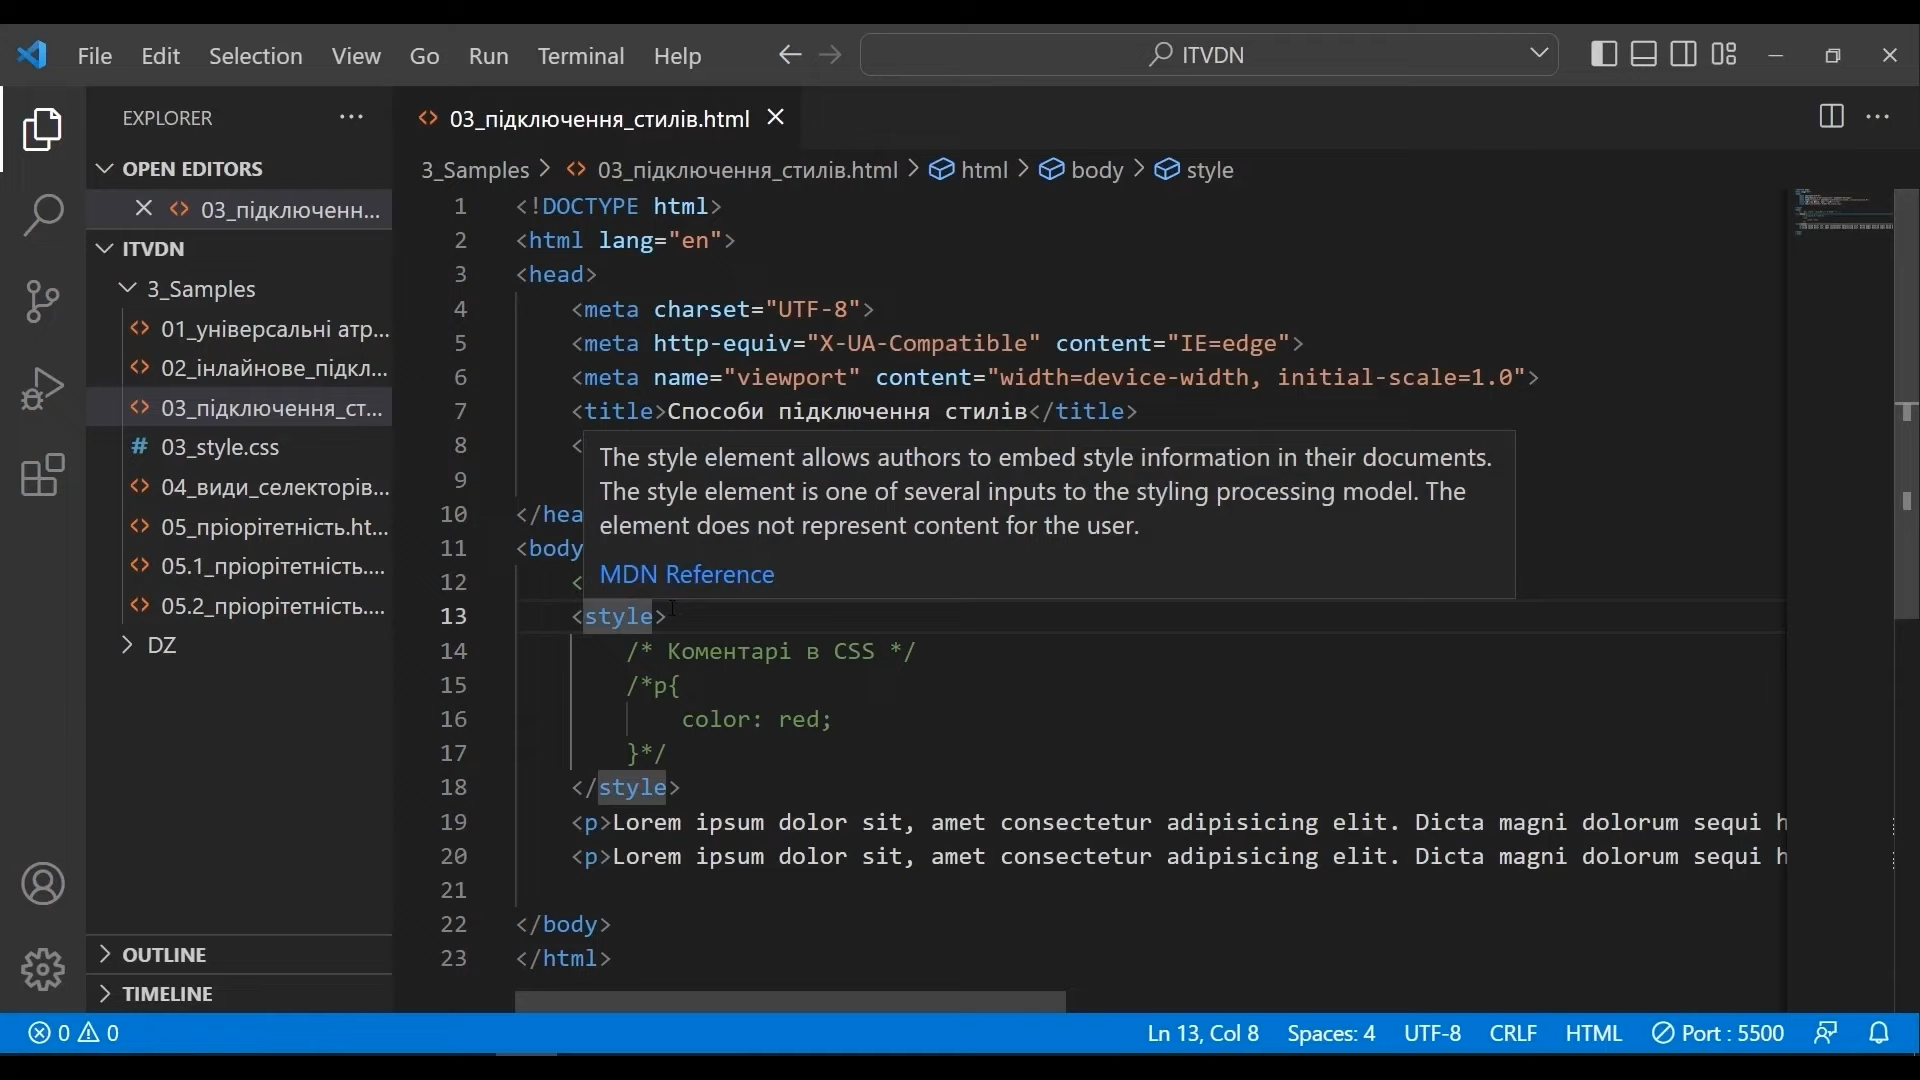 File Edit Selection View Go Run Terminal Help
ITVDN
EXPLORER
03_підключення_стилів.html
OPEN EDITORS
3_Samples > 03_підключення_стилів.html > html > body > style
03_підключенн...
ITVDN
3_Samples
01_універсальні атр...
02_інлайнове_підкл...
03_підключення_ст...
03_style.css
04_види_селекторів...
05_пріорітетність.ht...
05.1_пріорітетність....
05.2_пріорітетність....
DZ
OUTLINE
TIMELINE
1 <!DOCTYPE html>
2 <html lang="en">
3 <head>
4 <meta charset="UTF-8">
5 <meta http-equiv="X-UA-Compatible" content="IE=edge">
6 <meta name="viewport" content="width=device-width, initial-scale=1.0">
7 <title>Способи підключення стилів</title>
8 <
The style element allows authors to embed style information in their documents.
9
The style element is one of several inputs to the styling processing model. The
10 </hea
element does not represent content for the user.
11 <body
MDN Reference
12 <
13 <style>
14 /* Коментарі в CSS */
15 /*p{
16 color: red;
17 }*/
18 </style>
19 <p>Lorem ipsum dolor sit, amet consectetur adipisicing elit. Dicta magni dolorum sequi h
20 <p>Lorem ipsum dolor sit, amet consectetur adipisicing elit. Dicta magni dolorum sequi h
21
22 </body>
23 </html>
0 0
Ln 13, Col 8 Spaces: 4 UTF-8 CRLF HTML Port : 5500